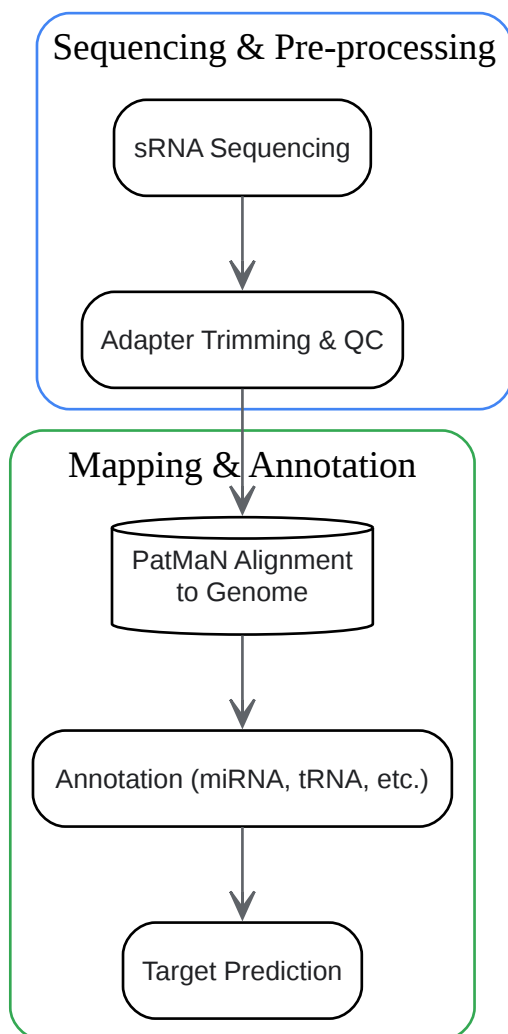 Sequencing & Pre-processing
sRNA Sequencing
Adapter Trimming & QC
Mapping & Annotation
PatMaN Alignment
to Genome
Annotation (miRNA, tRNA, etc.)
Target Prediction